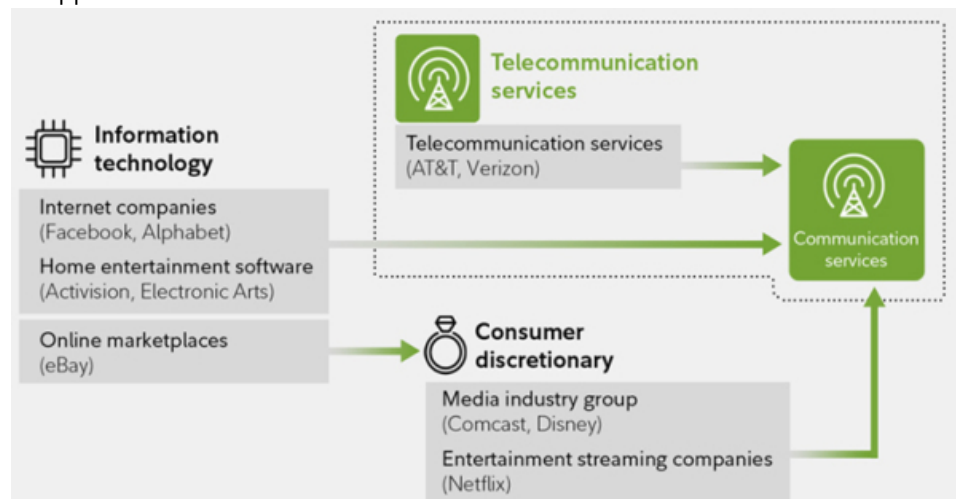 Telecommunication
services
Telecommunication services
(AT&T, Verizon)
Information
technology
Internet companies
(Facebook, Alphabet)
Home entertainment software
(Activision, Electronic Arts)
Online marketplaces
(eBay)
Communication
services
Consumer
discretionary
Media industry group
(Comcast, Disney)
Entertainment streaming companies
(Netflix)